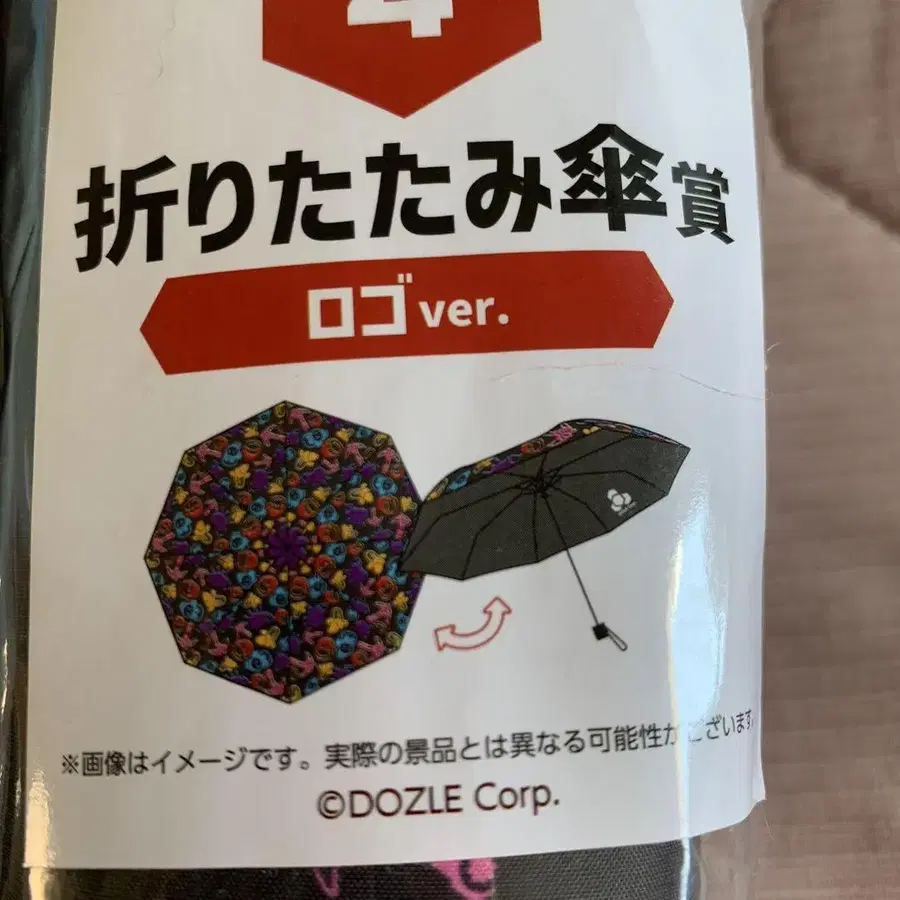 4
折りたたみ傘賞
ロゴver.
※画像はイメージです。実際の景品とは異なる可能性がございます
©DOZLE Corp.